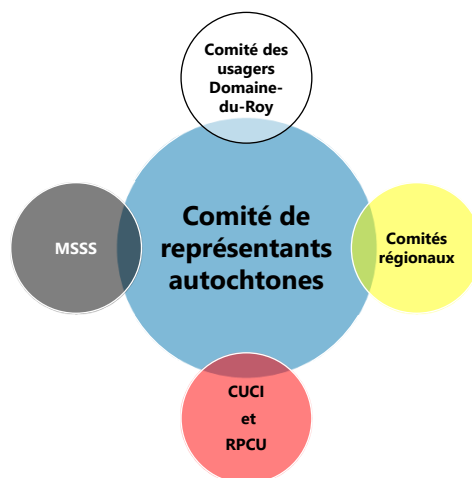 Comité des
usagers
Domaine-
du-Roy
Comité de
représentants
autochtones
MSSS
Comités
régionaux
CUCI
et
RPCU